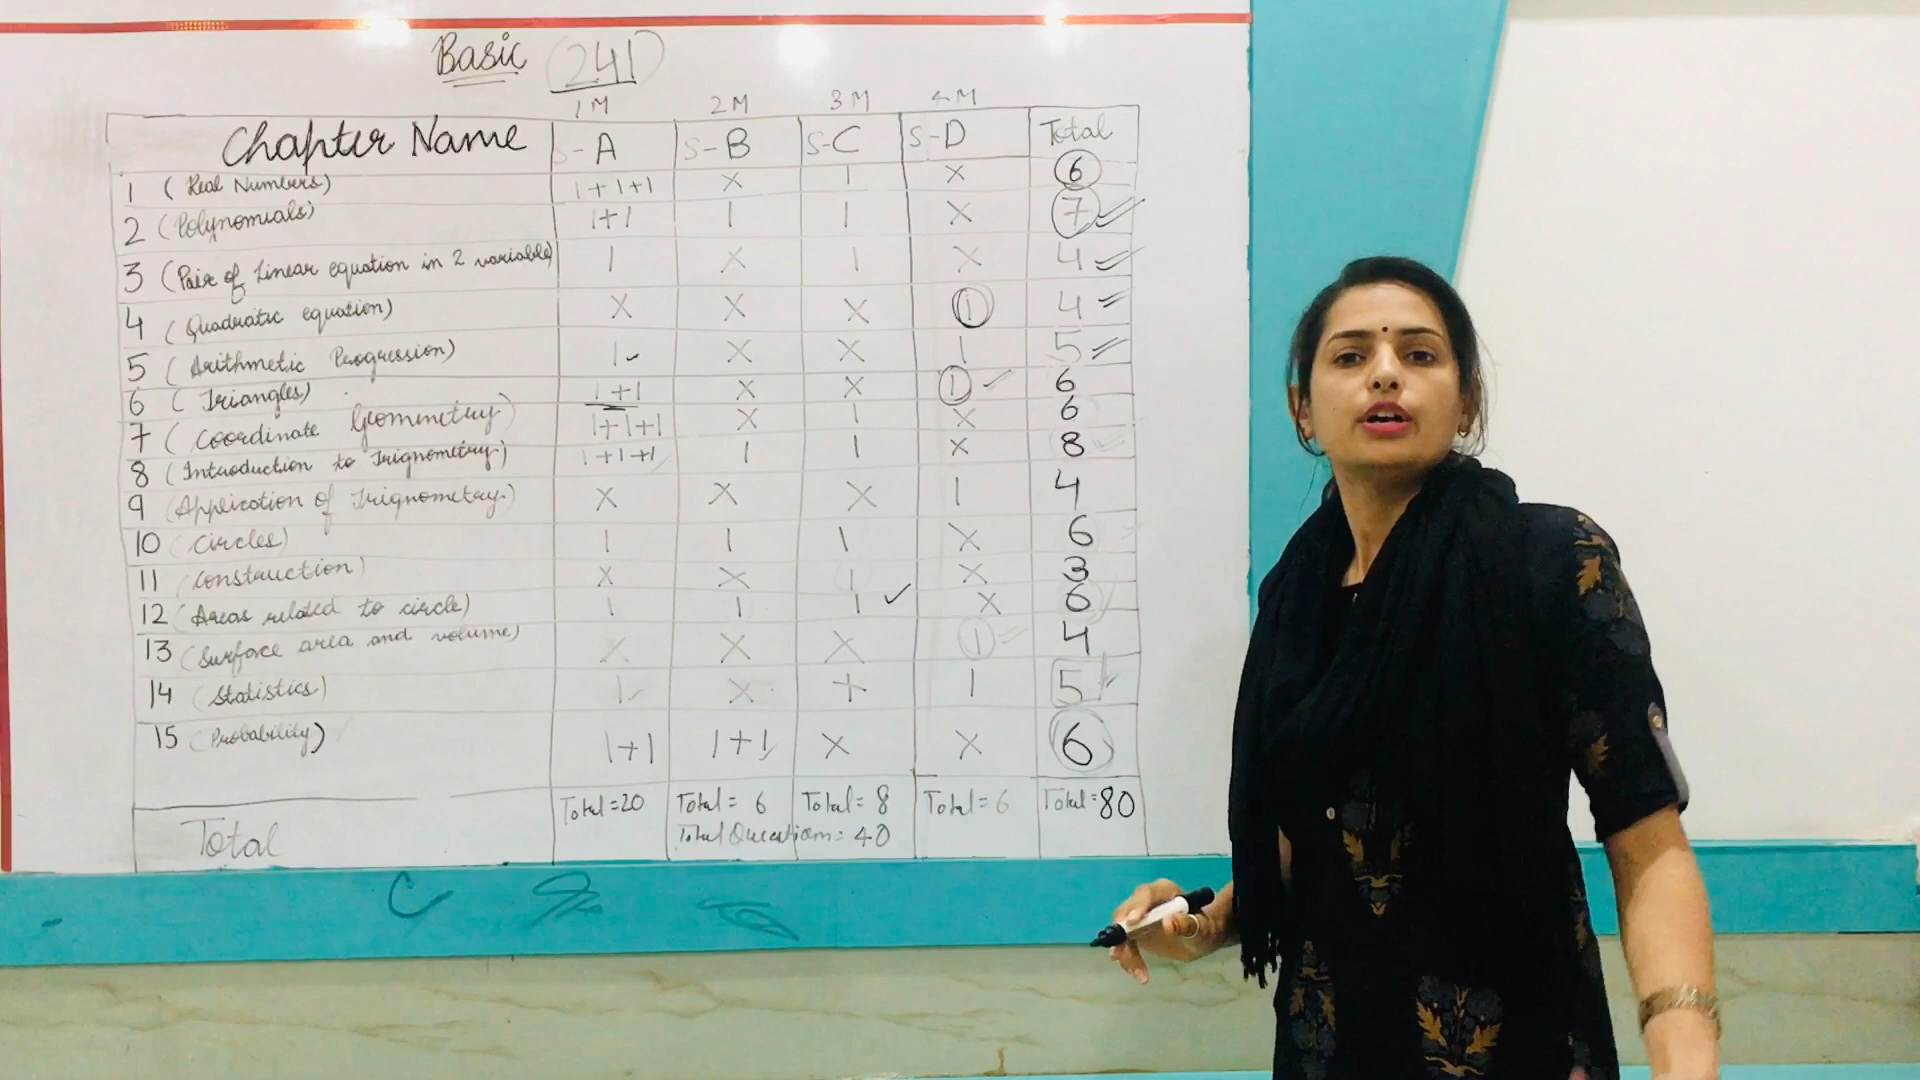 Basic (241)
1M 2M 3M 4M
Chapter Name S-A S-B S-C S-D Total
1 (Real Numbers) 1+1+1 X 1 X 6
2 (Polynomials) 1+1 1 1 X 7
3 (Pair of Linear equation in 2 variable) 1 X 1 X 4
4 (Quadratic equation) X X X 1 4
5 (Arithmetic Progression) 1 X X 1 5
6 (Triangles) 1+1 X X 1 6
7 (Coordinate Geommetry) 1+1+1 X 1 X 6
8 (Introduction to Trignometry) 1+1+1 1 1 X 8
9 (Application of Trignometry) X X X 1 4
10 (Circles) 1 1 1 X 6
11 (Construction) X X 1 X 3
12 (Areas related to circle) 1 1 1 X 6
13 (Surface area and volume) X X X 1 4
14 (Statistics) 1 X X 1 5
15 (Probability) 1+1 1+1 X X 6
Total Total=20 Total= 6 Total= 8 Total= 6 Total=80
Total Question= 40